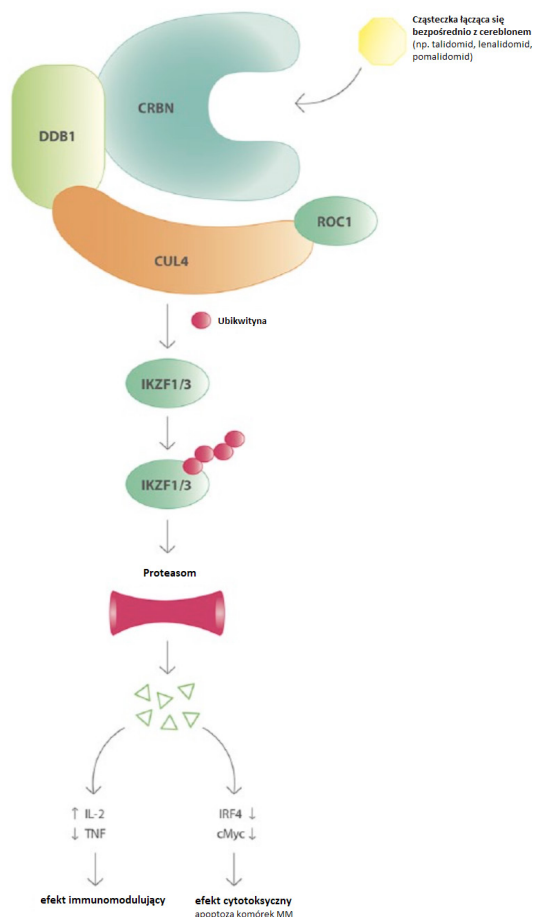 Cząsteczka łącząca się
bezpośrednio z cereblonem
(np. talidomid, lenalidomid,
pomalidomid)
CRBN
DDB1
ROC1
CUL4
Ubikwityna
IKZF1/3
IKZF1/3
Proteasom
↑ IL-2
↓ TNF
IRF4 ↓
cMyc ↓
efekt immunomodulujący
efekt cytotoksyczny
apoptoza komórek MM